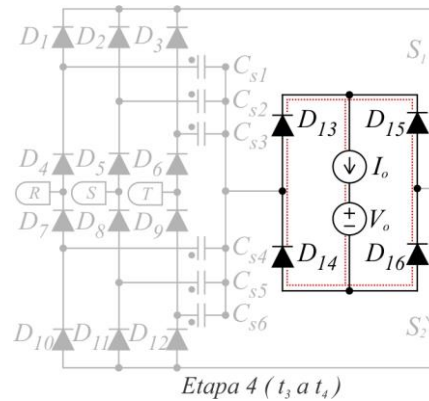 D1 D2 D3
S1
Cs1
Cs2
Cs3
D13 D15
D4 D5 D6
Io
R S T
D7 D8 D9
Vo
D14 D16
Cs4
Cs5
Cs6
D10 D11 D12
S2
Etapa 4 ( t3 a t4 )